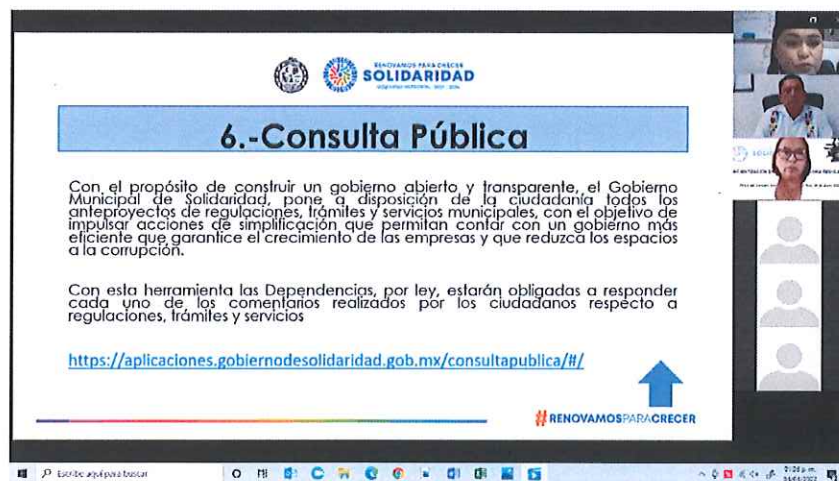 RENOVAMOS PARA CRECER
SOLIDARIDAD
6.-Consulta Pública
Con el propósito de construir un gobierno abierto y transparente, el Gobierno
Municipal de Solidaridad, pone a disposición de la ciudadanía todos los
anteproyectos de regulaciones, trámites y servicios municipales, con el objetivo de
impulsar acciones de simplificación que permitan contar con un gobierno más
eficiente que garantice el crecimiento de las empresas y que reduzca los espacios
a la corrupción.
Con esta herramienta las Dependencias, por ley, estarán obligadas a responder
cada uno de los comentarios realizados por los ciudadanos respecto a
regulaciones, trámites y servicios
https://aplicaciones.gobiernodesolidaridad.gob.mx/consultapublica/#/
#RENOVAMOSPARACRECER
Escribe aquí para buscar